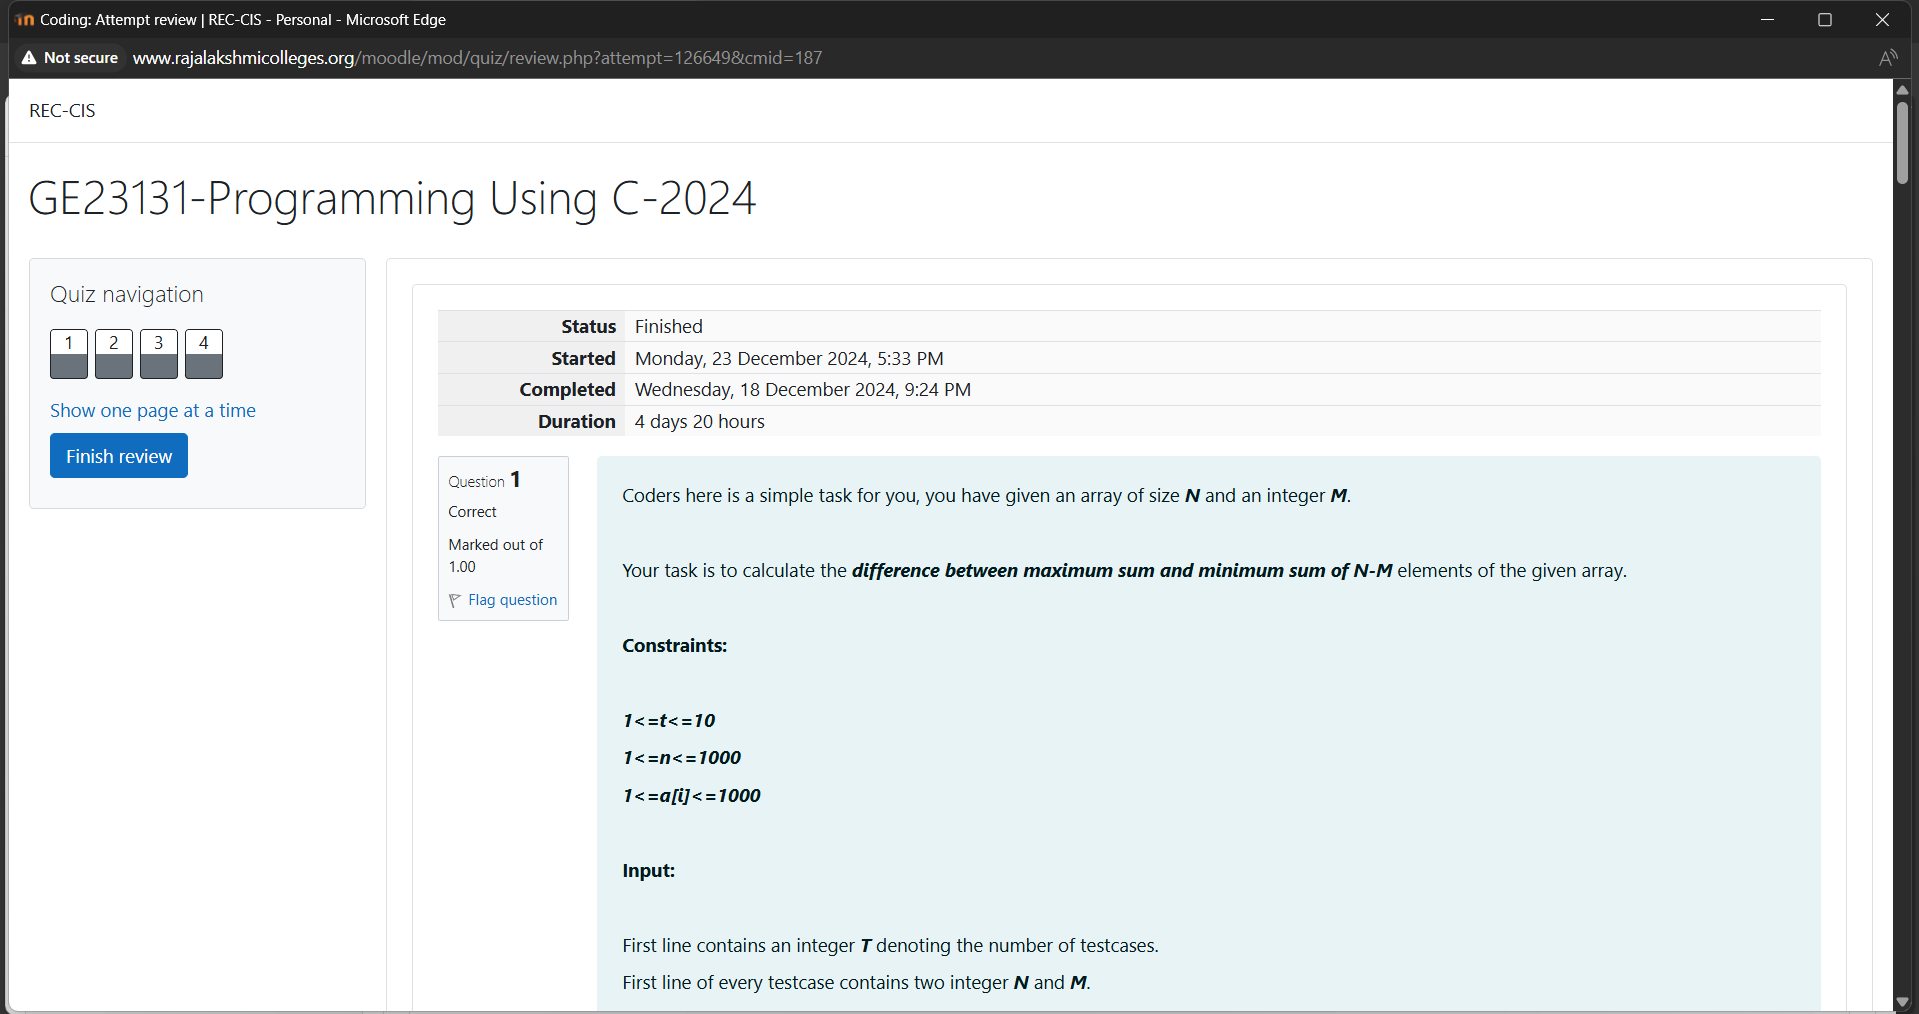 Coding: Attempt review | REC-CIS - Personal - Microsoft Edge
Not secure www.rajalakshmicolleges.org/moodle/mod/quiz/review.php?attempt=126649&cmid=187
REC-CIS
GE23131-Programming Using C-2024
Quiz navigation
1 2 3 4
Show one page at a time
Finish review
Status Finished
Started Monday, 23 December 2024, 5:33 PM
Completed Wednesday, 18 December 2024, 9:24 PM
Duration 4 days 20 hours
Question 1
Correct
Marked out of
1.00
Flag question
Coders here is a simple task for you, you have given an array of size N and an integer M.
Your task is to calculate the difference between maximum sum and minimum sum of N-M elements of the given array.
Constraints:
1<=t<=10
1<=n<=1000
1<=a[i]<=1000
Input:
First line contains an integer T denoting the number of testcases.
First line of every testcase contains two integer N and M.